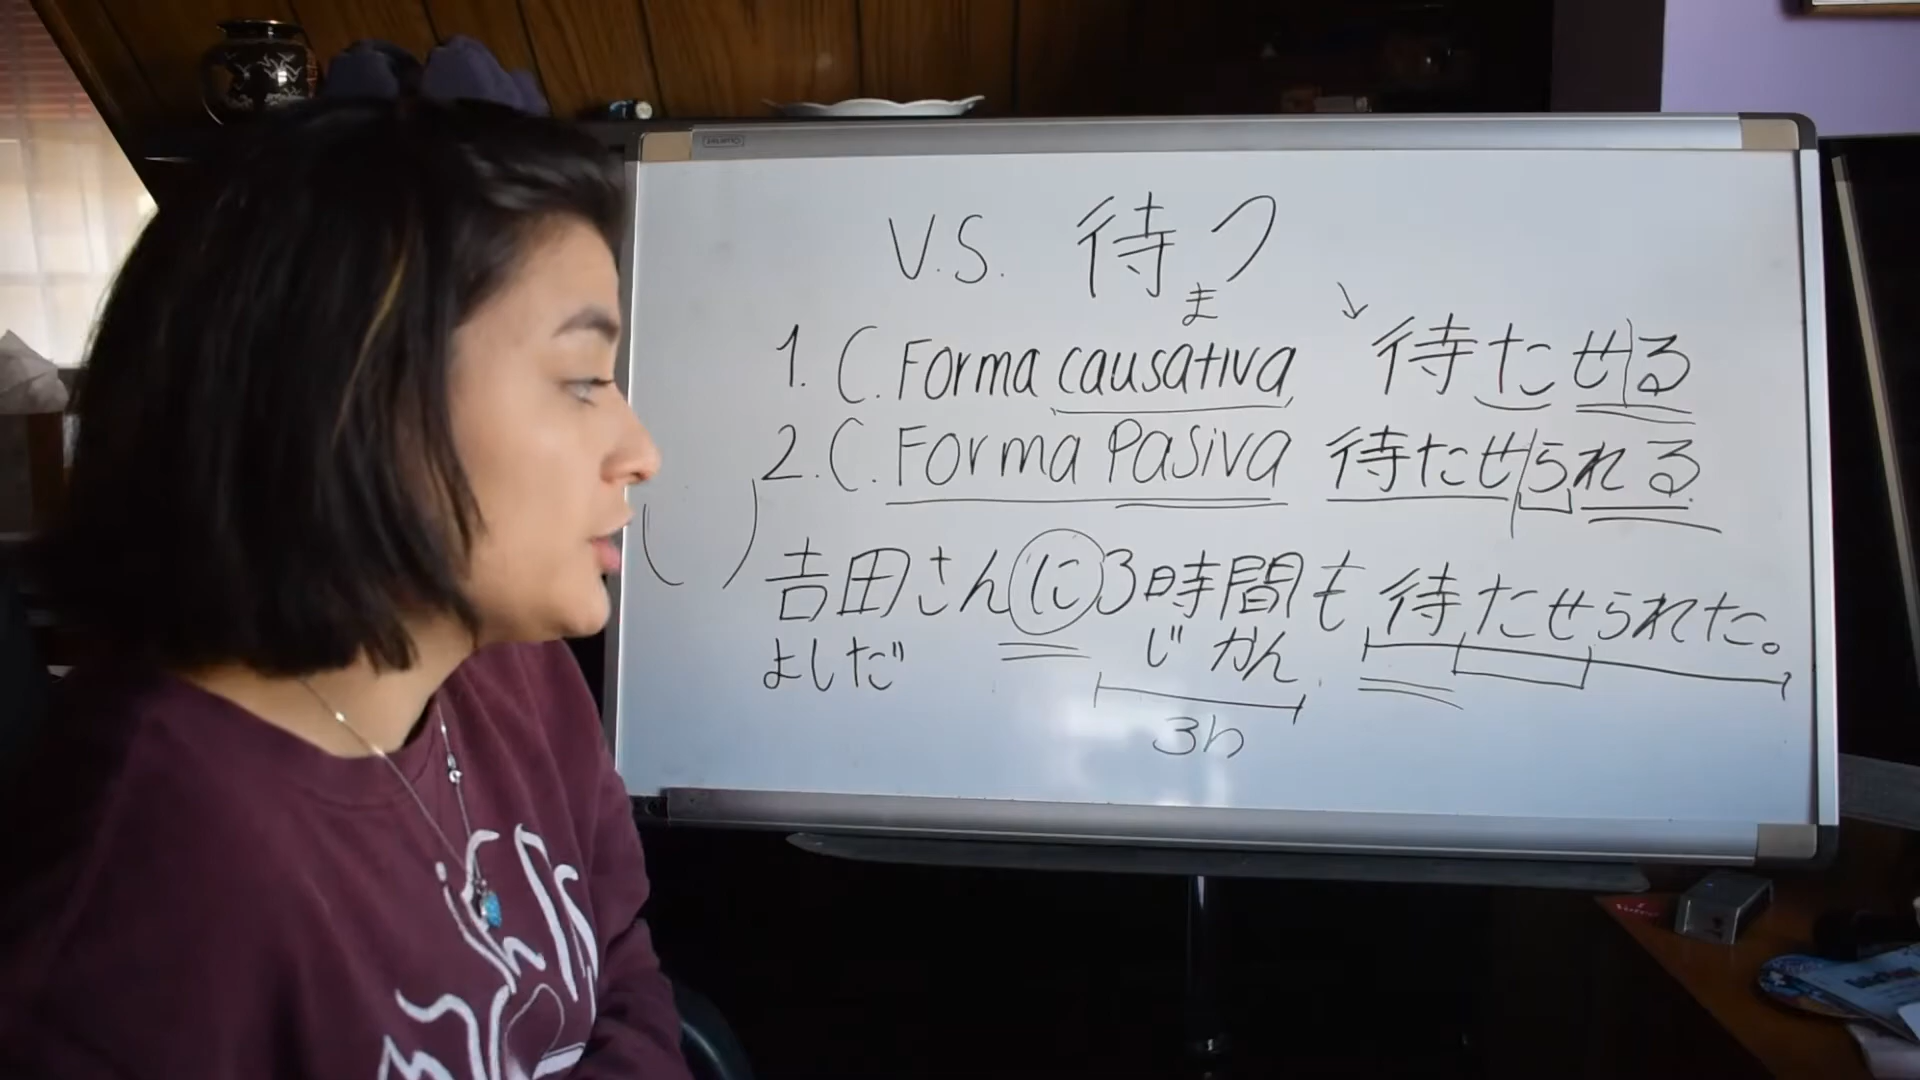 V.S. 待つ
ま
1. C. Forma causativa 待たせる
2. C. Forma Pasiva 待たせられる
吉田さんに3時間も待たせられた。
よしだ じかん
3h